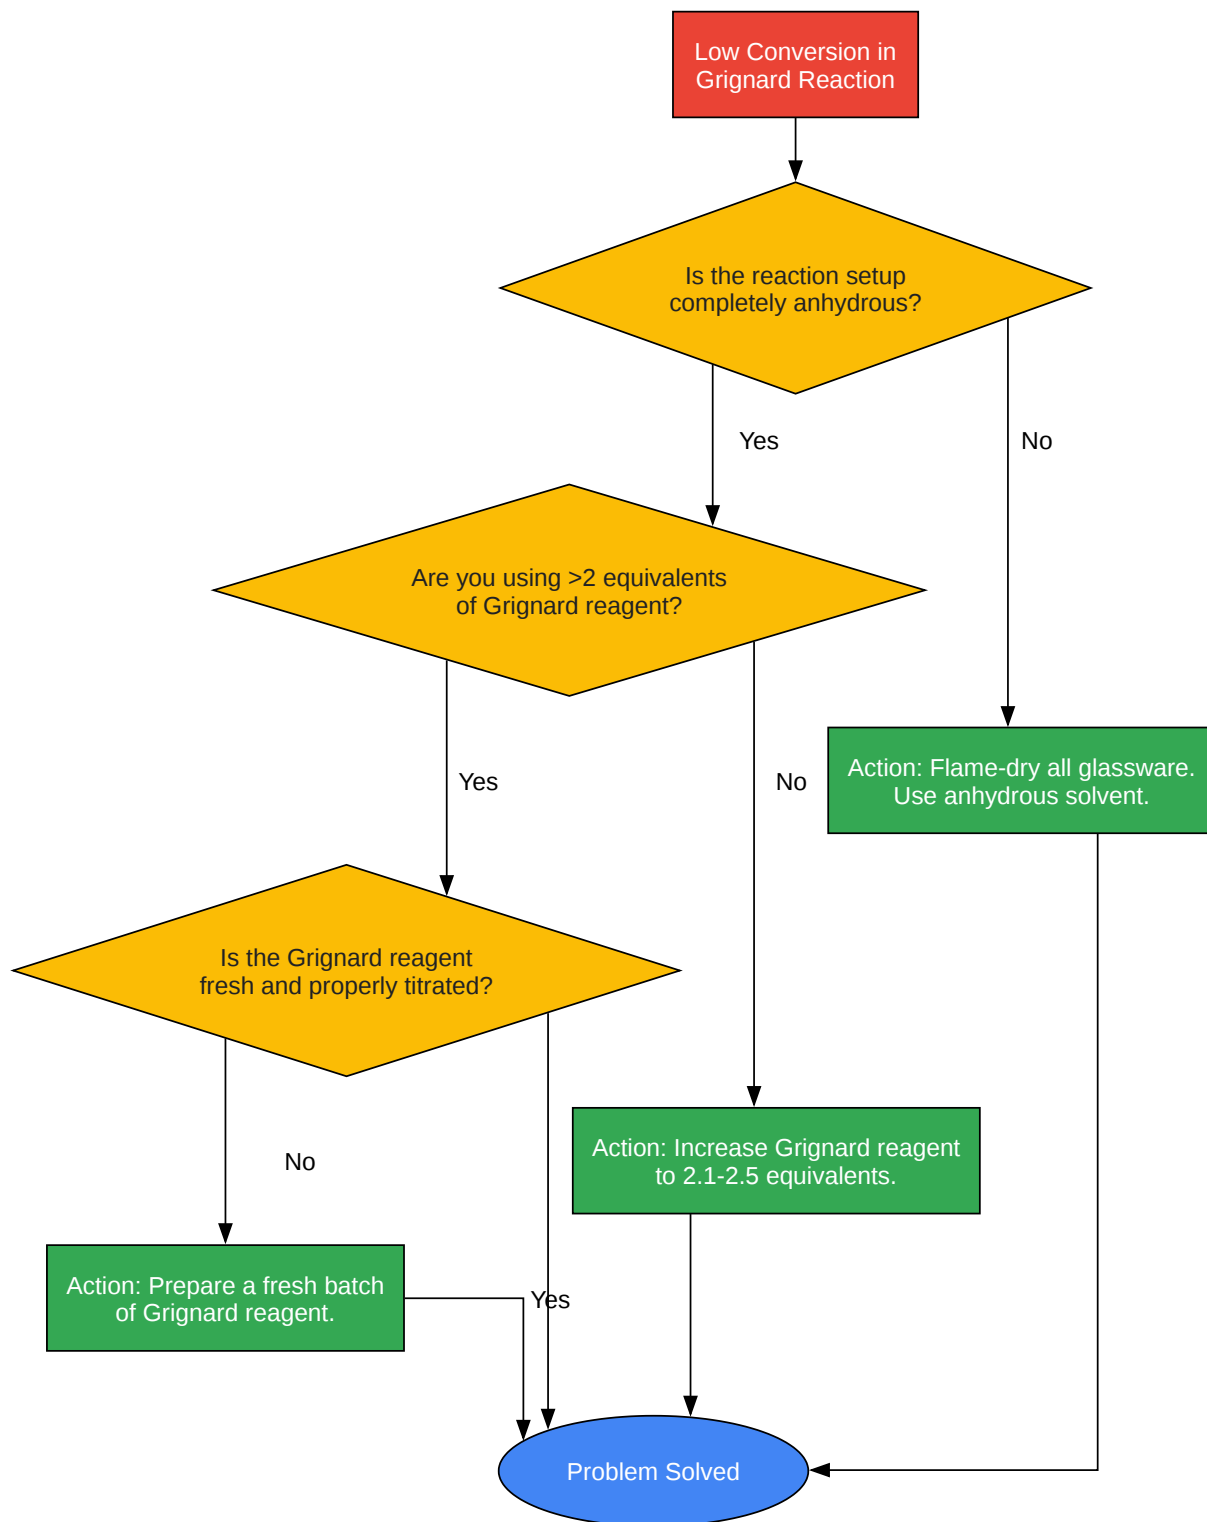 Low Conversion in
Grignard Reaction
Is the reaction setup
completely anhydrous?
Yes
No
Are you using >2 equivalents
of Grignard reagent?
Yes
No
Action: Flame-dry all glassware.
Use anhydrous solvent.
Is the Grignard reagent
fresh and properly titrated?
No
Action: Increase Grignard reagent
to 2.1-2.5 equivalents.
Action: Prepare a fresh batch
of Grignard reagent.
Yes
Problem Solved